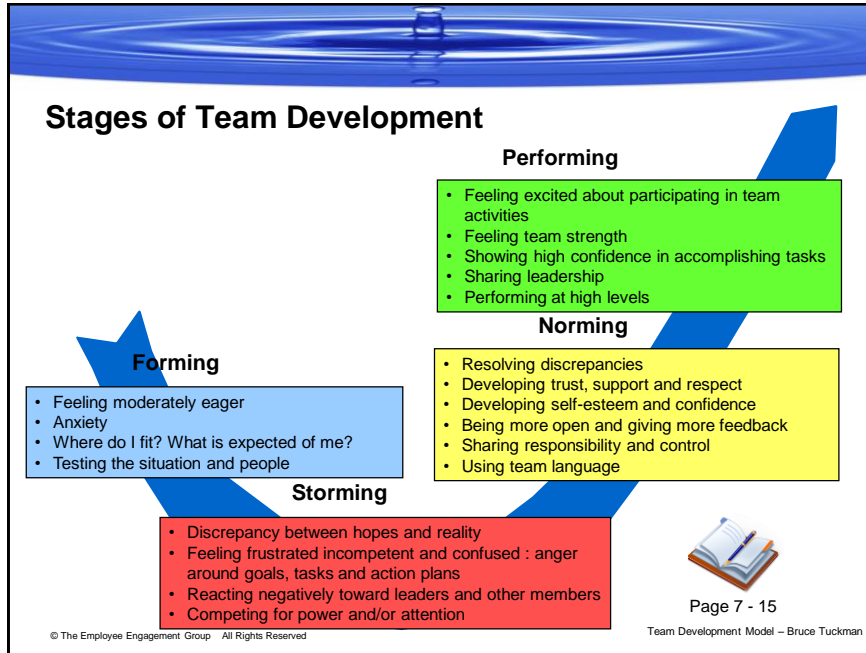 Stages of Team Development
Performing
• Feeling excited about participating in team
activities
• Feeling team strength
• Showing high confidence in accomplishing tasks
• Sharing leadership
• Performing at high levels
Norming
• Resolving discrepancies
• Developing trust, support and respect
• Developing self-esteem and confidence
• Being more open and giving more feedback
• Sharing responsibility and control
• Using team language
Forming
• Feeling moderately eager
• Anxiety
• Where do I fit? What is expected of me?
• Testing the situation and people
Storming
• Discrepancy between hopes and reality
• Feeling frustrated incompetent and confused : anger
around goals, tasks and action plans
• Reacting negatively toward leaders and other members
• Competing for power and/or attention
Page 7 - 15
© The Employee Engagement Group All Rights Reserved
Team Development Model – Bruce Tuckman